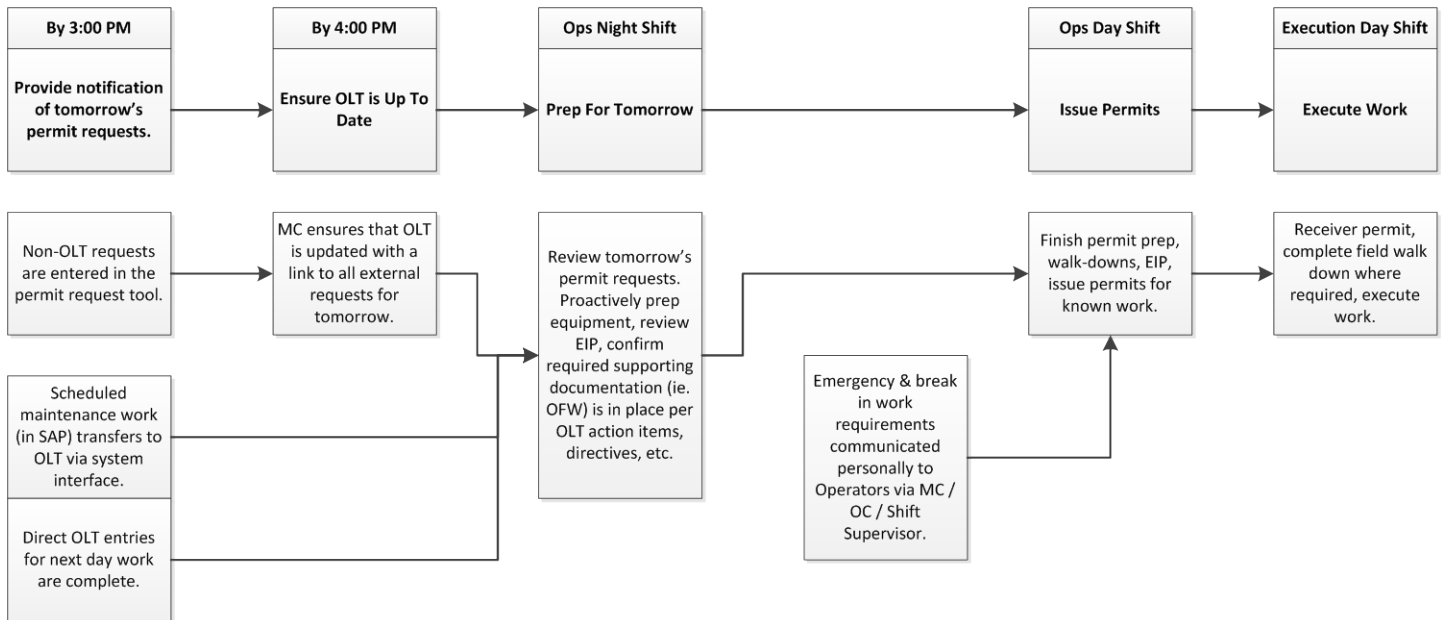 By 3:00 PM
Provide notification
of tomorrow's
permit requests.
By 4:00 PM
Ensure OLT is Up To
Date
Ops Night Shift
Prep For Tomorrow
Ops Day Shift
Issue Permits
Execution Day Shift
Execute Work
Non-OLT requests
are entered in the
permit request tool.
MC ensures that OLT
is updated with a
link to all external
requests for
tomorrow.
Scheduled
maintenance work
(in SAP) transfers to
OLT via system
interface.
Direct OLT entries
for next day work
are complete.
Review tomorrow's
permit requests.
Proactively prep
equipment, review
EIP, confirm
required supporting
documentation (ie.
OFW) is in place per
OLT action items,
directives, etc.
Emergency & break
in work
requirements
communicated
personally to
Operators via MC /
OC / Shift
Supervisor.
Finish permit prep,
walk-downs, EIP,
issue permits for
known work.
Receiver permit,
complete field walk
down where
required, execute
work.